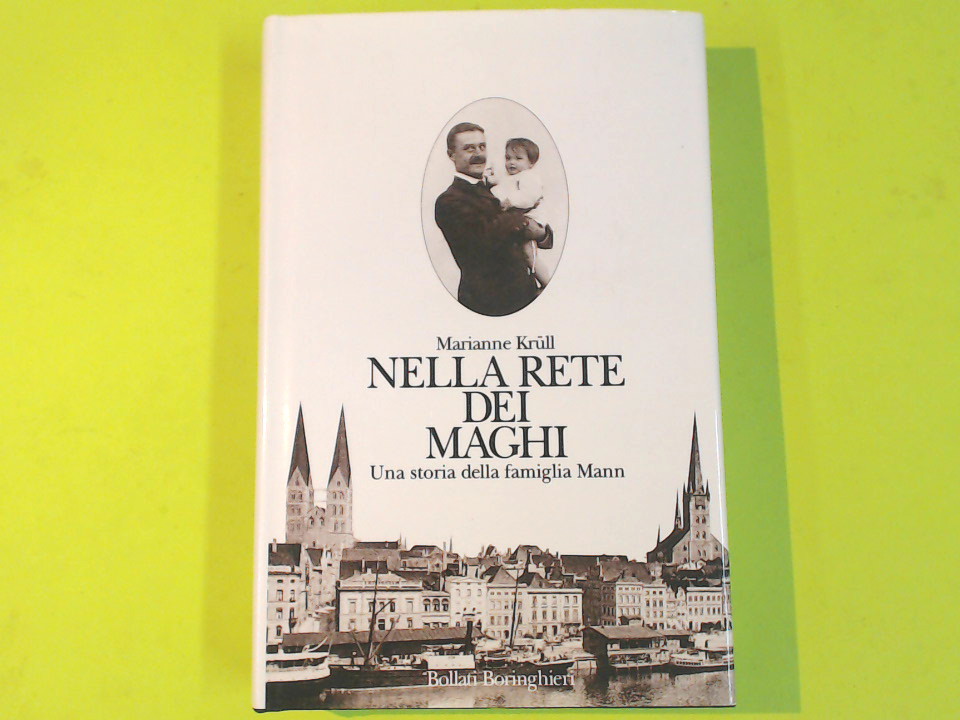 Marianne Krüll
NELLA RETE
DEI
MAGHI
Una storia della famiglia Mann
Bollati Boringhieri